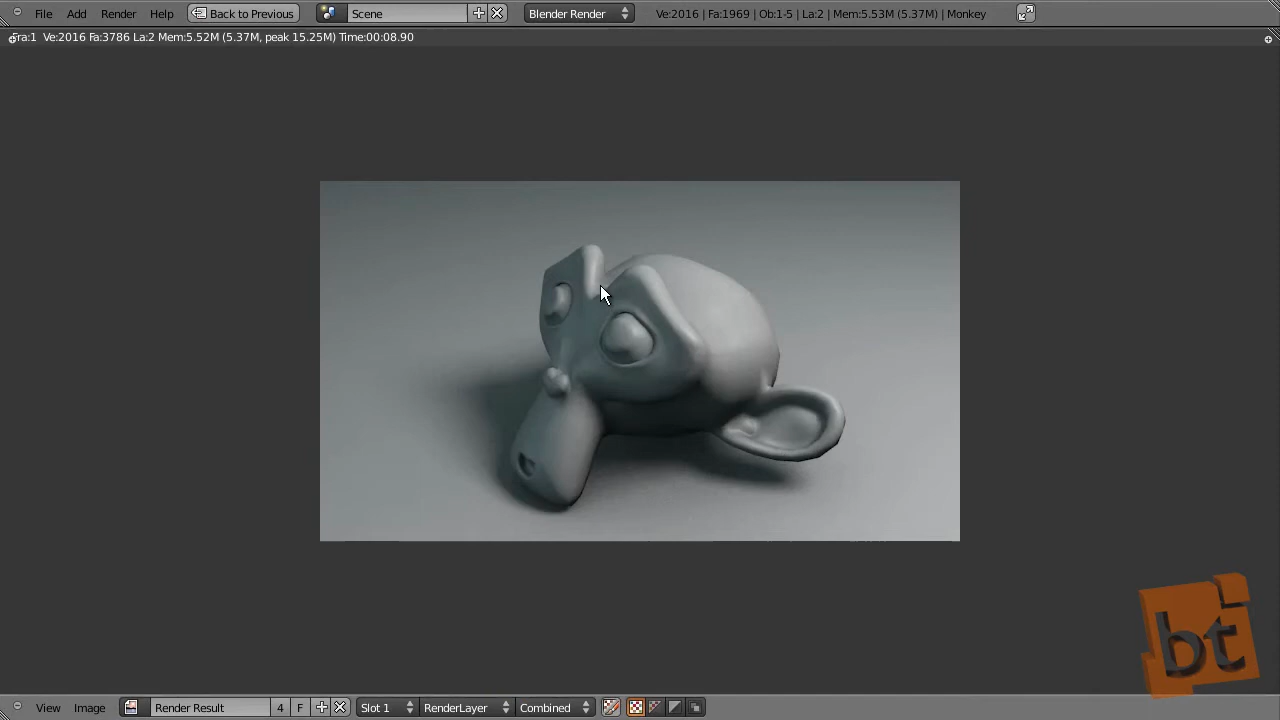 File Add Render Help Back to Previous Scene Blender Render Ve:2016 | Fa:1969 | Ob:1-5 | La:2 | Mem:5.53M (5.37M) | Monkey
Fra:1 Ve:2016 Fa:3786 La:2 Mem:5.52M (5.37M, peak 15.25M) Time:00:08.90
bt
View Image Render Result 4 F Slot 1 RenderLayer Combined